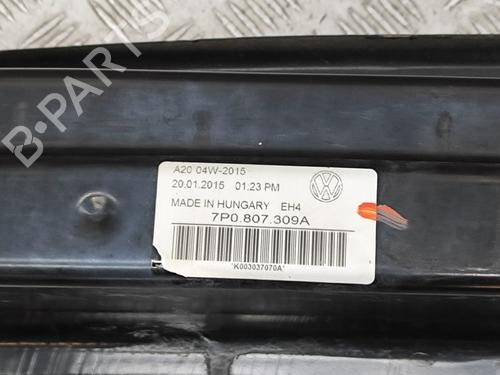 B-PARTS
A20 04W-2015
20.01.2015 01:23 PM
MADE IN HUNGARY EH4
7P0.807.309A
*K003037070A*